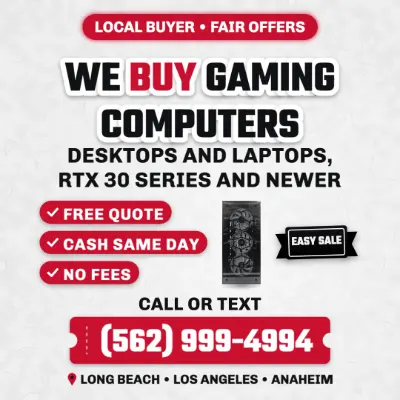 LOCAL BUYER • FAIR OFFERS
WE BUY GAMING
COMPUTERS
DESKTOPS AND LAPTOPS,
RTX 30 SERIES AND NEWER
FREE QUOTE
CASH SAME DAY
NO FEES
EASY SALE
CALL OR TEXT
(562) 999-4994
LONG BEACH • LOS ANGELES • ANAHEIM